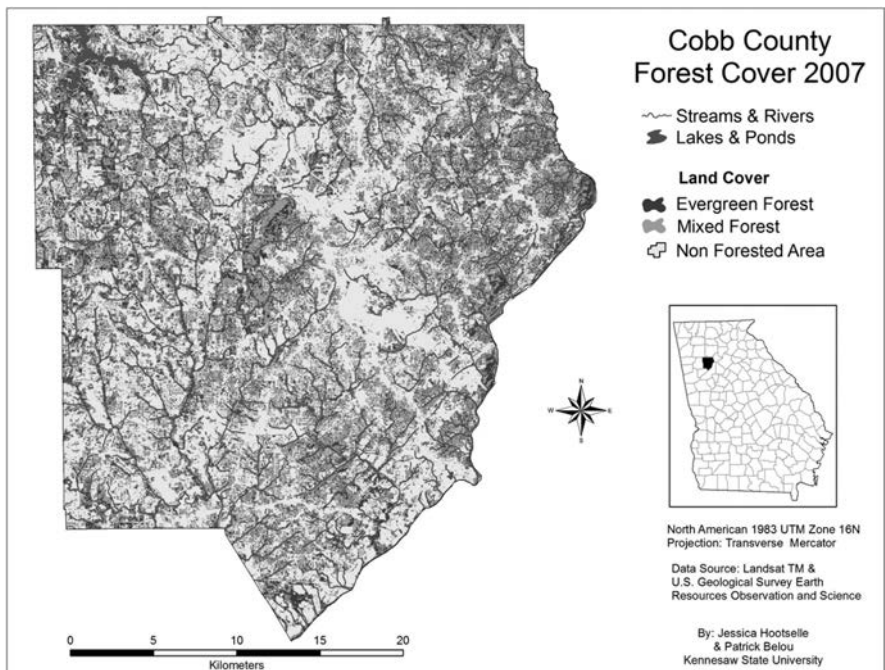 Cobb County
Forest Cover 2007
Streams & Rivers
Lakes & Ponds
Land Cover
Evergreen Forest
Mixed Forest
Non Forested Area
N
W E
S
North American 1983 UTM Zone 16N
Projection: Transverse Mercator
Data Source: Landsat TM &
U.S. Geological Survey Earth
Resources Observation and Science
By: Jessica Hootselle
& Patrick Belou
Kennesaw State University
0 5 10 15 20
Kilometers